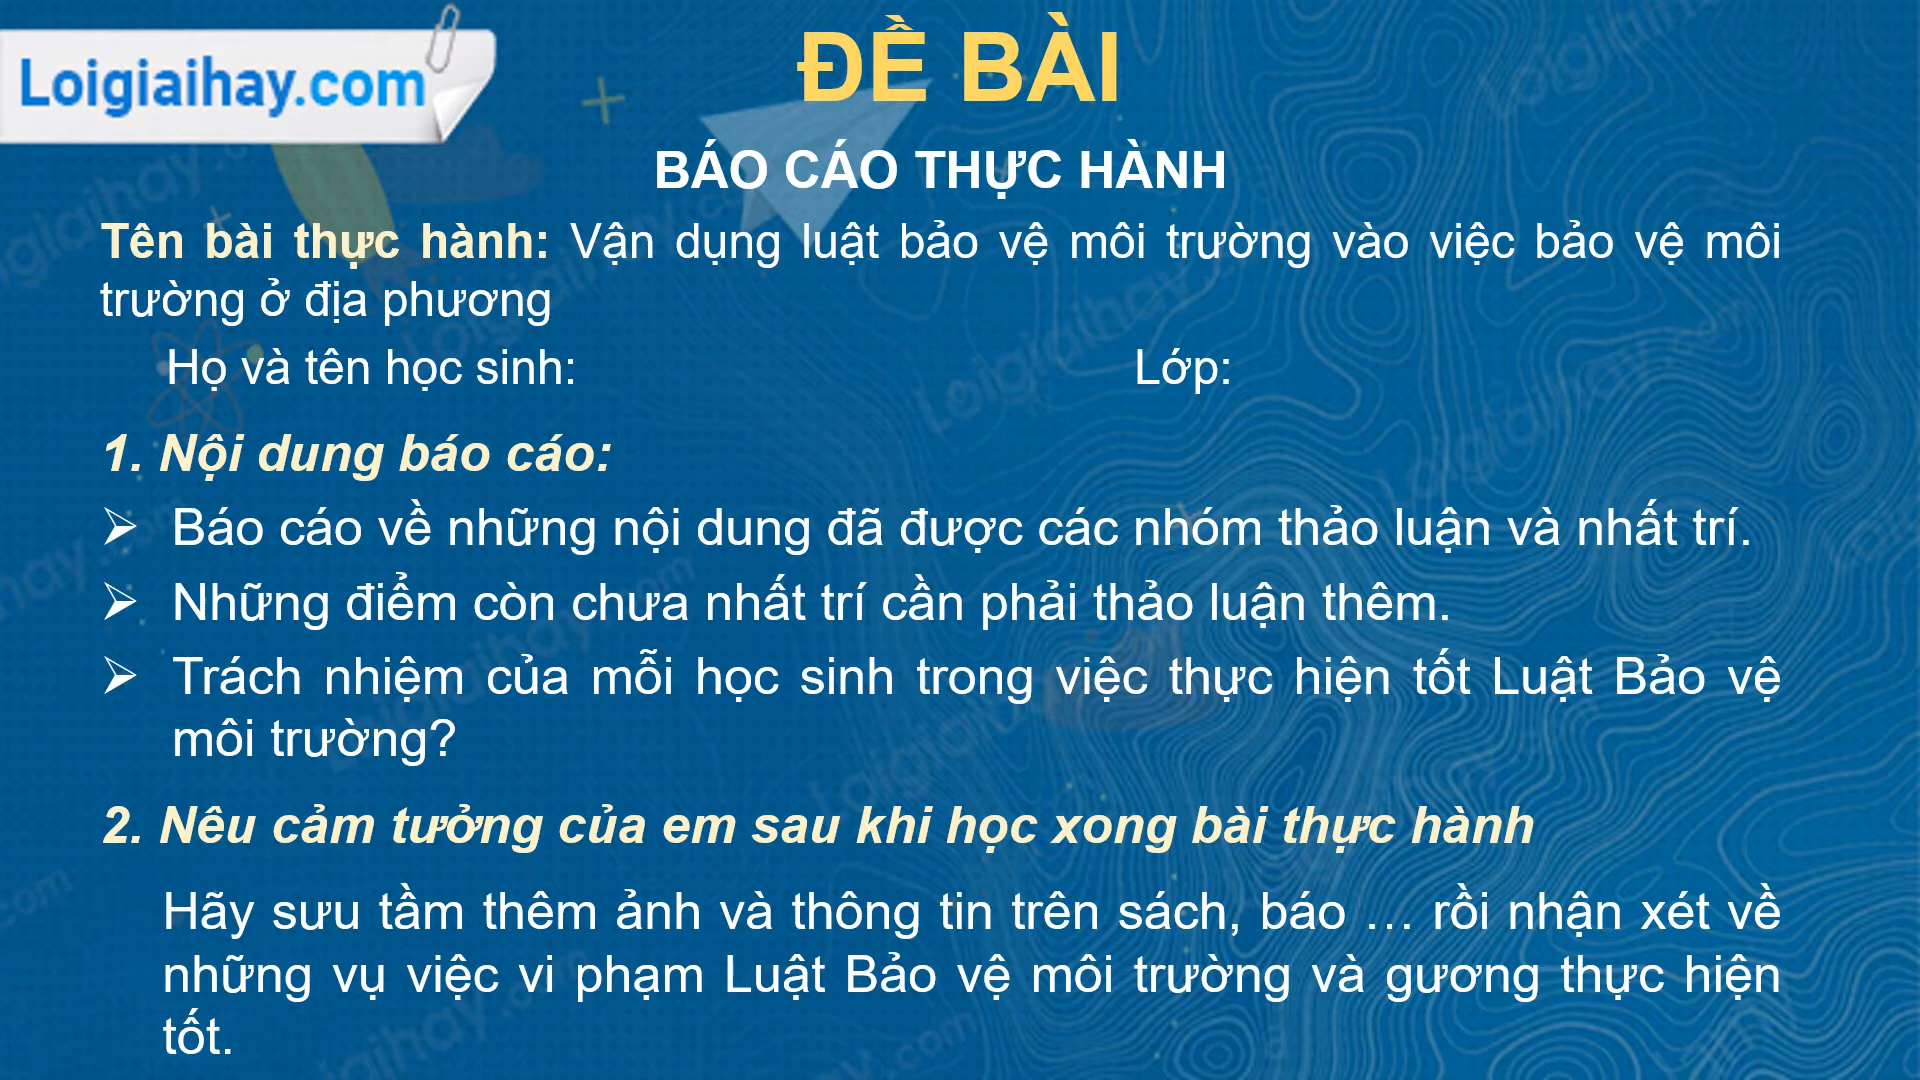 Loigiaihay.com
ĐỀ BÀI
BÁO CÁO THỰC HÀNH
Tên bài thực hành: Vận dụng luật bảo vệ môi trường vào việc bảo vệ môi
trường ở địa phương
Họ và tên học sinh: Lớp:
1. Nội dung báo cáo:
➢ Báo cáo về những nội dung đã được các nhóm thảo luận và nhất trí.
➢ Những điểm còn chưa nhất trí cần phải thảo luận thêm.
➢ Trách nhiệm của mỗi học sinh trong việc thực hiện tốt Luật Bảo vệ
môi trường?
2. Nêu cảm tưởng của em sau khi học xong bài thực hành
Hãy sưu tầm thêm ảnh và thông tin trên sách, báo … rồi nhận xét về
những vụ việc vi phạm Luật Bảo vệ môi trường và gương thực hiện
tốt.